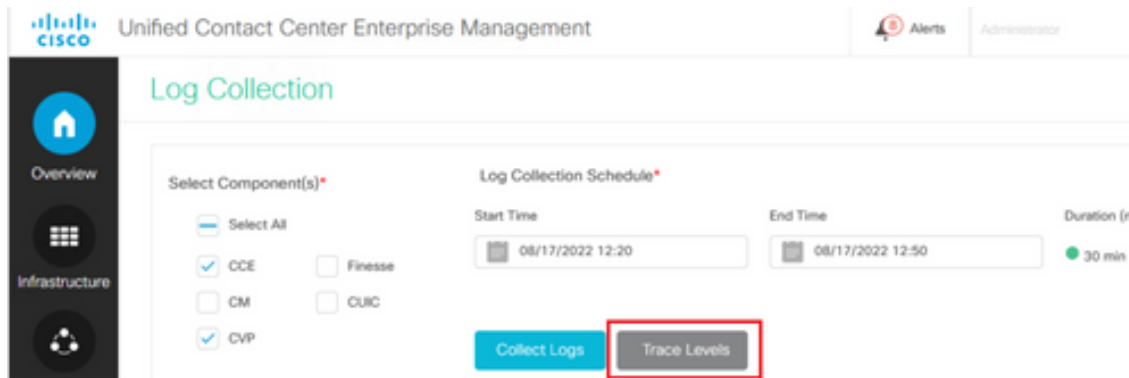 CISCO
Unified Contact Center Enterprise Management
8
Alerts
Administrator
Log Collection
Overview
Infrastructure
Select Component(s)*
Select All
CCE
Finesse
CM
CUIC
CVP
Log Collection Schedule*
Start Time
End Time
Duration (
08/17/2022 12:20
08/17/2022 12:50
30 min
Collect Logs
Trace Levels